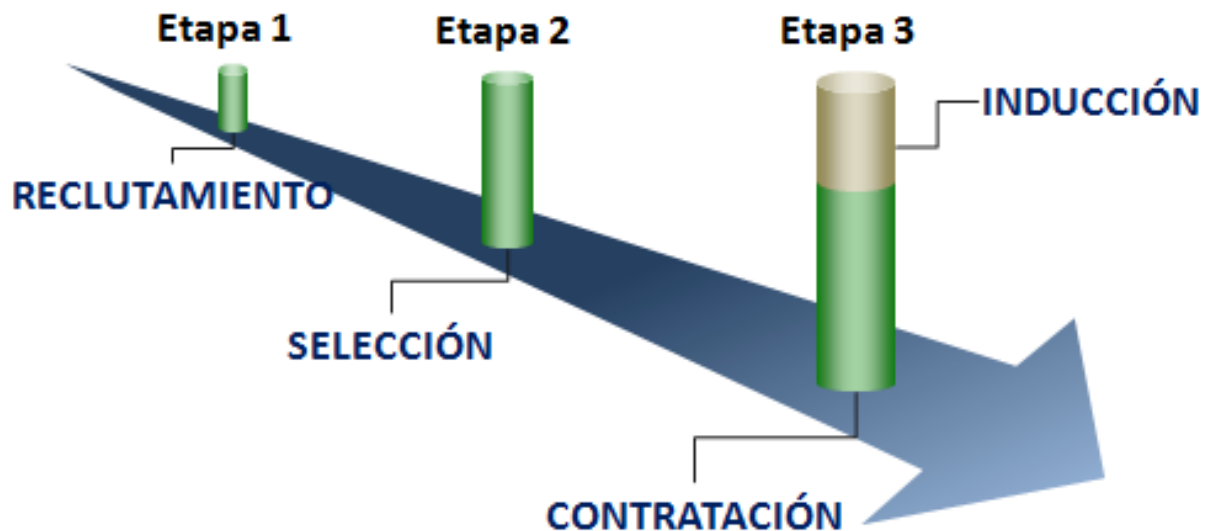 Etapa 1
Etapa 2
Etapa 3
INDUCCIÓN
RECLUTAMIENTO
SELECCIÓN
CONTRATACIÓN